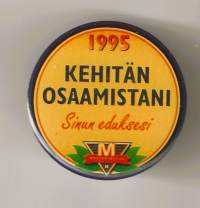 1995
KEHITÄN
OSAAMISTANI
Sinun eduksesi
M